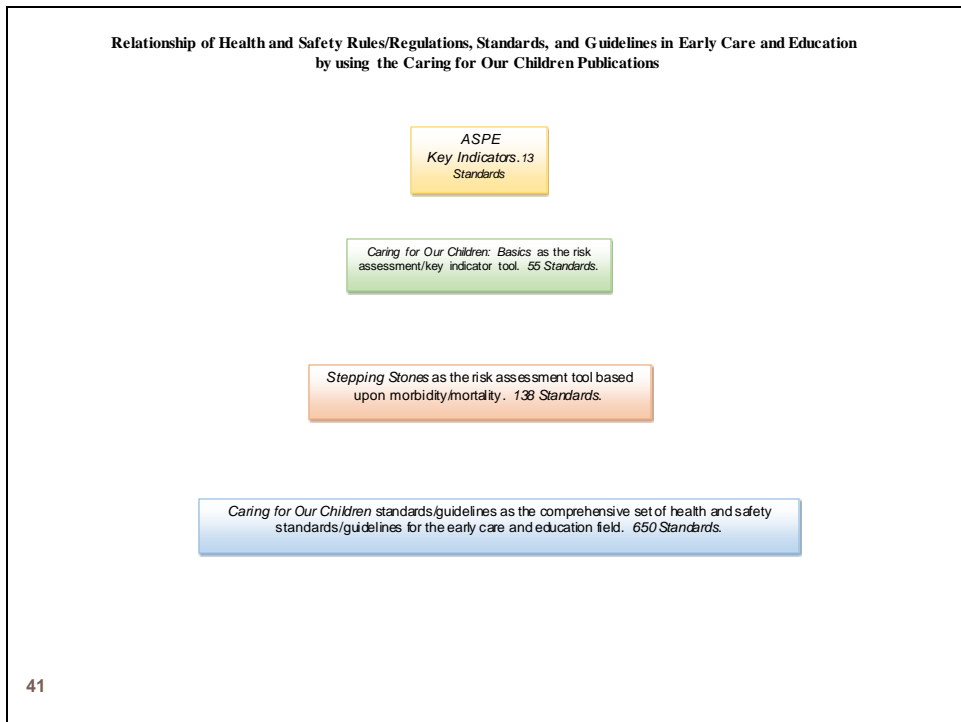 Relationship of Health and Safety Rules/Regulations, Standards, and Guidelines in Early Care and Education
by using the Caring for Our Children Publications
ASPE
Key Indicators. 13
Standards
Caring for Our Children: Basics as the risk
assessment/key indicator tool. 55 Standards.
Stepping Stones as the risk assessment tool based
upon morbidity/mortality. 138 Standards.
Caring for Our Children standards/guidelines as the comprehensive set of health and safety
standards/guidelines for the early care and education field. 650 Standards.
41